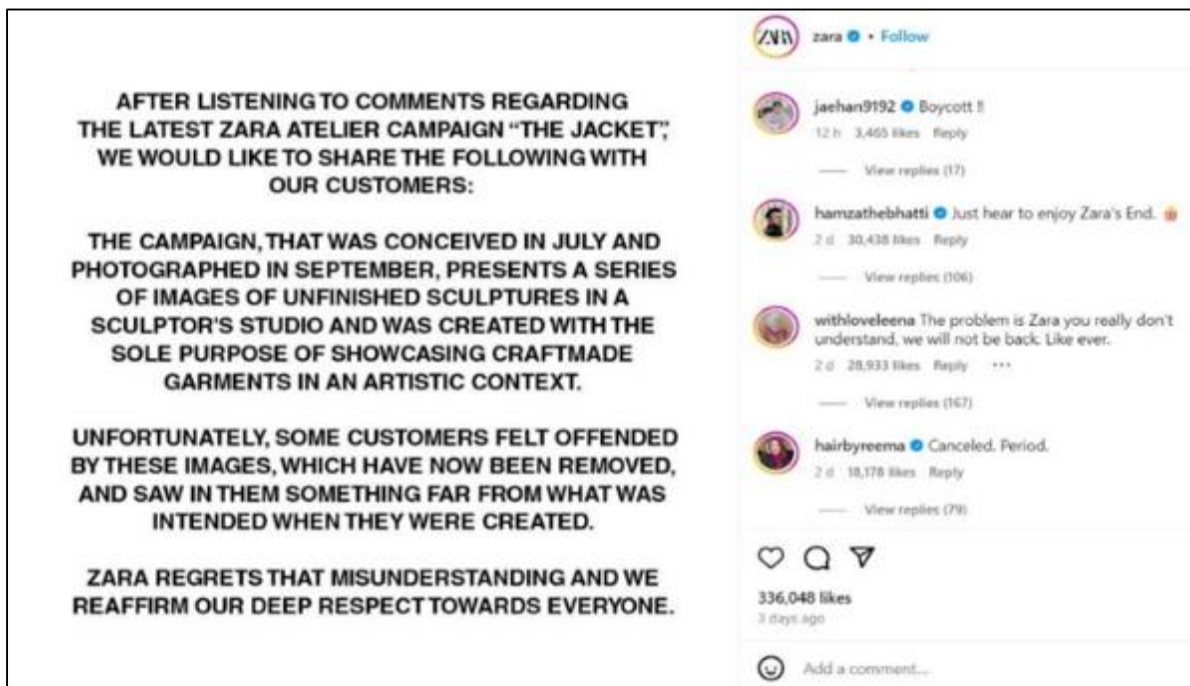 AFTER LISTENING TO COMMENTS REGARDING
THE LATEST ZARA ATELIER CAMPAIGN “THE JACKET”,
WE WOULD LIKE TO SHARE THE FOLLOWING WITH
OUR CUSTOMERS:
THE CAMPAIGN, THAT WAS CONCEIVED IN JULY AND
PHOTOGRAPHED IN SEPTEMBER, PRESENTS A SERIES
OF IMAGES OF UNFINISHED SCULPTURES IN A
SCULPTOR'S STUDIO AND WAS CREATED WITH THE
SOLE PURPOSE OF SHOWCASING CRAFTMADE
GARMENTS IN AN ARTISTIC CONTEXT.
UNFORTUNATELY, SOME CUSTOMERS FELT OFFENDED
BY THESE IMAGES, WHICH HAVE NOW BEEN REMOVED,
AND SAW IN THEM SOMETHING FAR FROM WHAT WAS
INTENDED WHEN THEY WERE CREATED.
ZARA REGRETS THAT MISUNDERSTANDING AND WE
REAFFIRM OUR DEEP RESPECT TOWARDS EVERYONE.
ZARA zara • Follow
jaehan9192 Boycott !!
12 h 3,465 likes Reply
View replies (17)
hamzathebhatti Just hear to enjoy Zara's End.
2 d 30,438 likes Reply
View replies (106)
withloveleena The problem is Zara you really don't
understand, we will not be back. Like ever.
2 d 28,933 likes Reply •••
View replies (167)
hairbyreema Canceled. Period.
2 d 18,178 likes Reply
View replies (79)
336,048 likes
3 days ago
Add a comment...